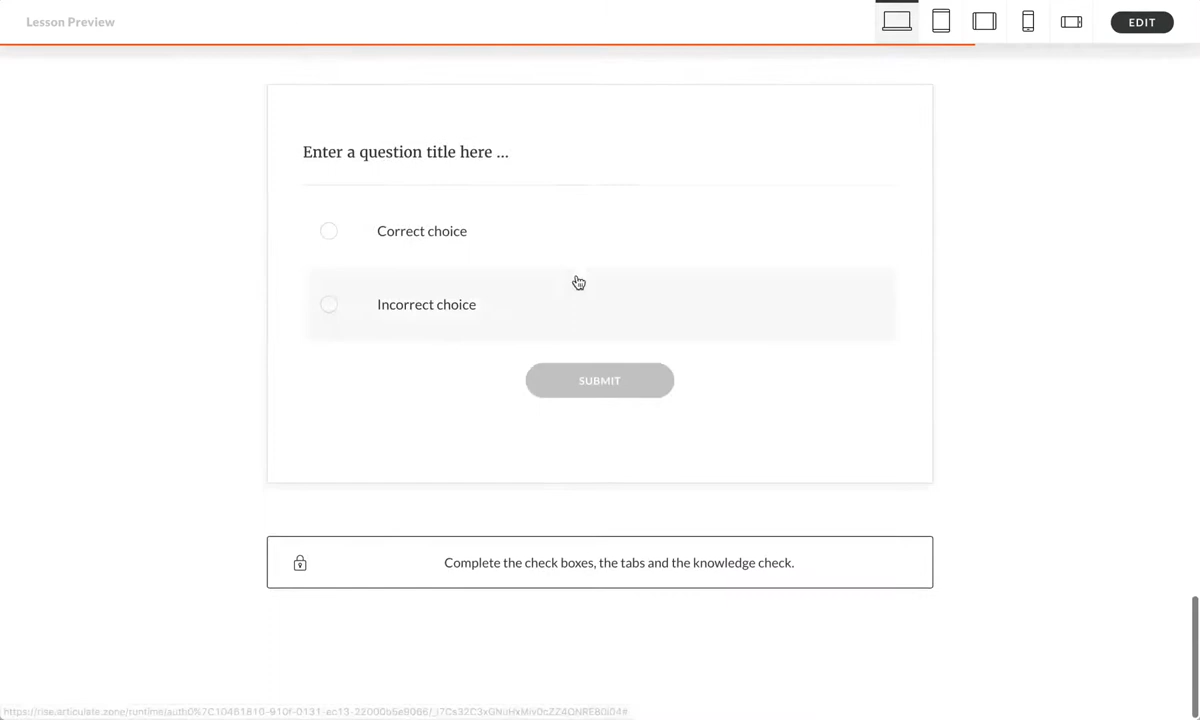 Lesson Preview
EDIT
Enter a question title here ...
Correct choice
Incorrect choice
SUBMIT
Complete the check boxes, the tabs and the knowledge check.